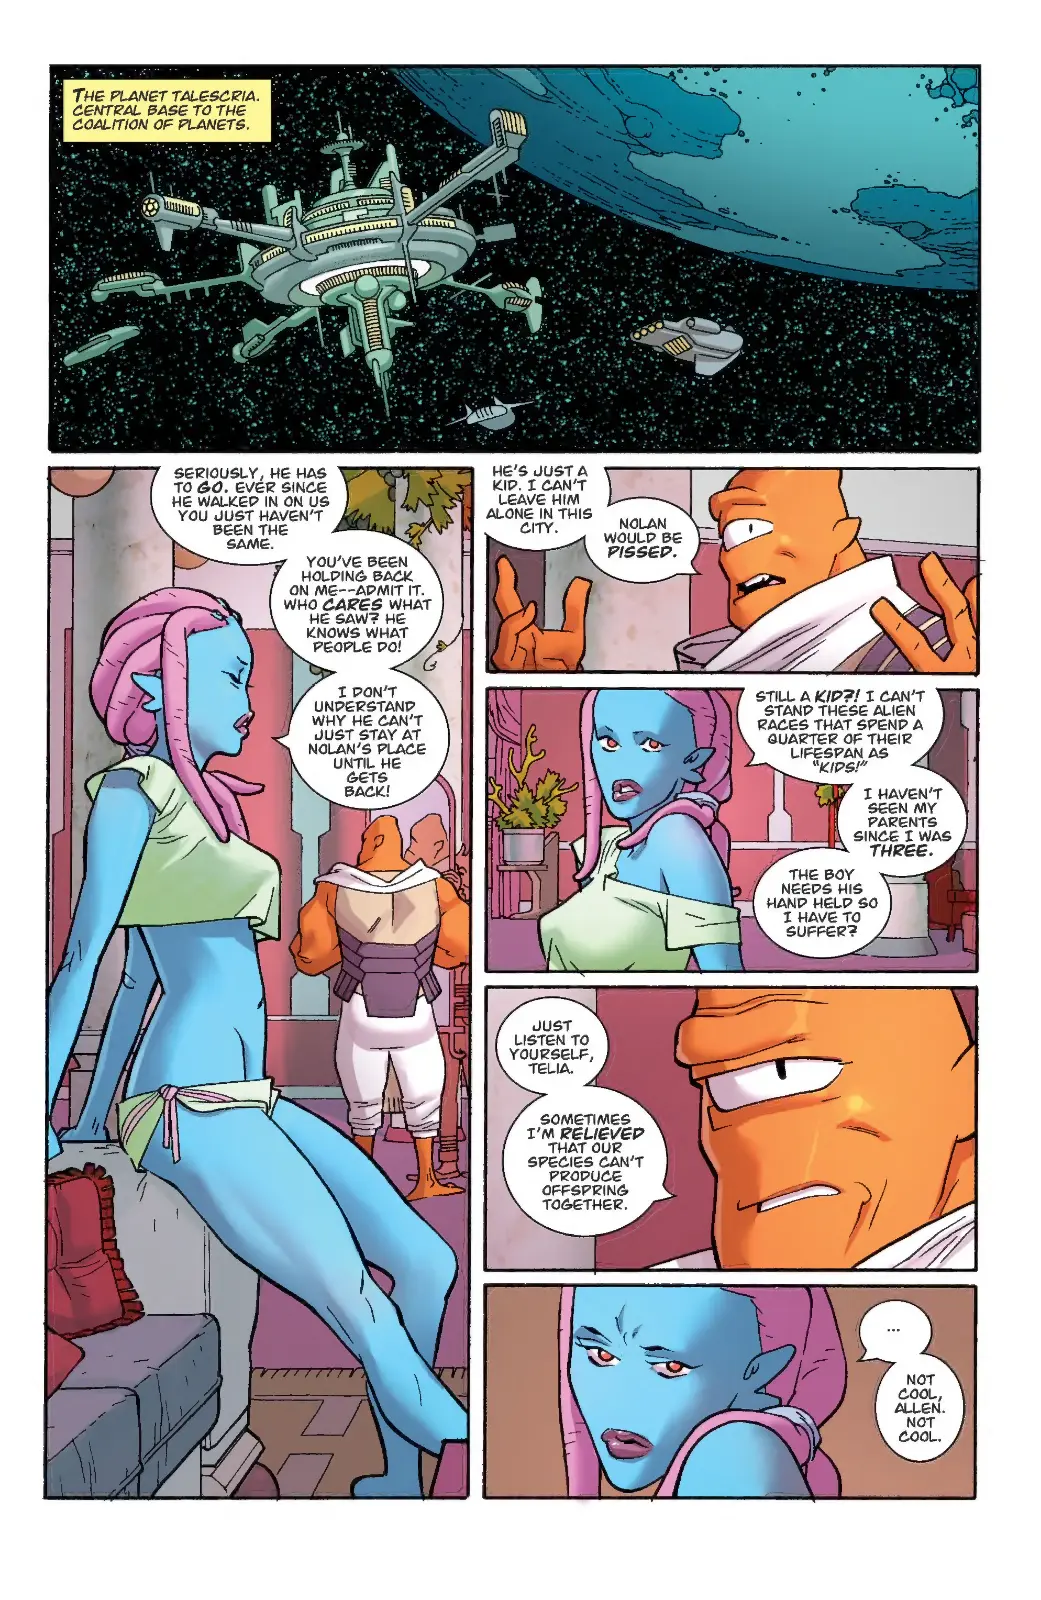 THE PLANET TALESCRIA.
CENTRAL BASE TO THE
COALITION OF PLANETS.
SERIOUSLY, HE HAS
TO GO. EVER SINCE
HE WALKED IN ON US
YOU JUST HAVEN'T
BEEN THE
SAME.
YOU'VE BEEN
HOLDING BACK
ON ME--ADMIT IT.
WHO CARES WHAT
HE SAW? HE
KNOWS WHAT
PEOPLE DO!
I DON'T
UNDERSTAND
WHY HE CAN'T
JUST STAY AT
NOLAN'S PLACE
UNTIL HE
GETS
BACK!
HE'S JUST A
KID. I CAN'T
LEAVE HIM
ALONE IN THIS
CITY.
NOLAN
WOULD BE
PISSED.
STILL A KID?! I CAN'T
STAND THESE ALIEN
RACES THAT SPEND A
QUARTER OF THEIR
LIFESPAN AS
"KIDS!"
I HAVEN'T
SEEN MY
PARENTS
SINCE I WAS
THREE.
THE BOY
NEEDS HIS
HAND HELD SO
I HAVE TO
SUFFER?
JUST
LISTEN TO
YOURSELF,
TELIA.
SOMETIMES
I'M RELIEVED
THAT OUR
SPECIES CAN'T
PRODUCE
OFFSPRING
TOGETHER.
...
NOT
COOL,
ALLEN.
NOT
COOL.